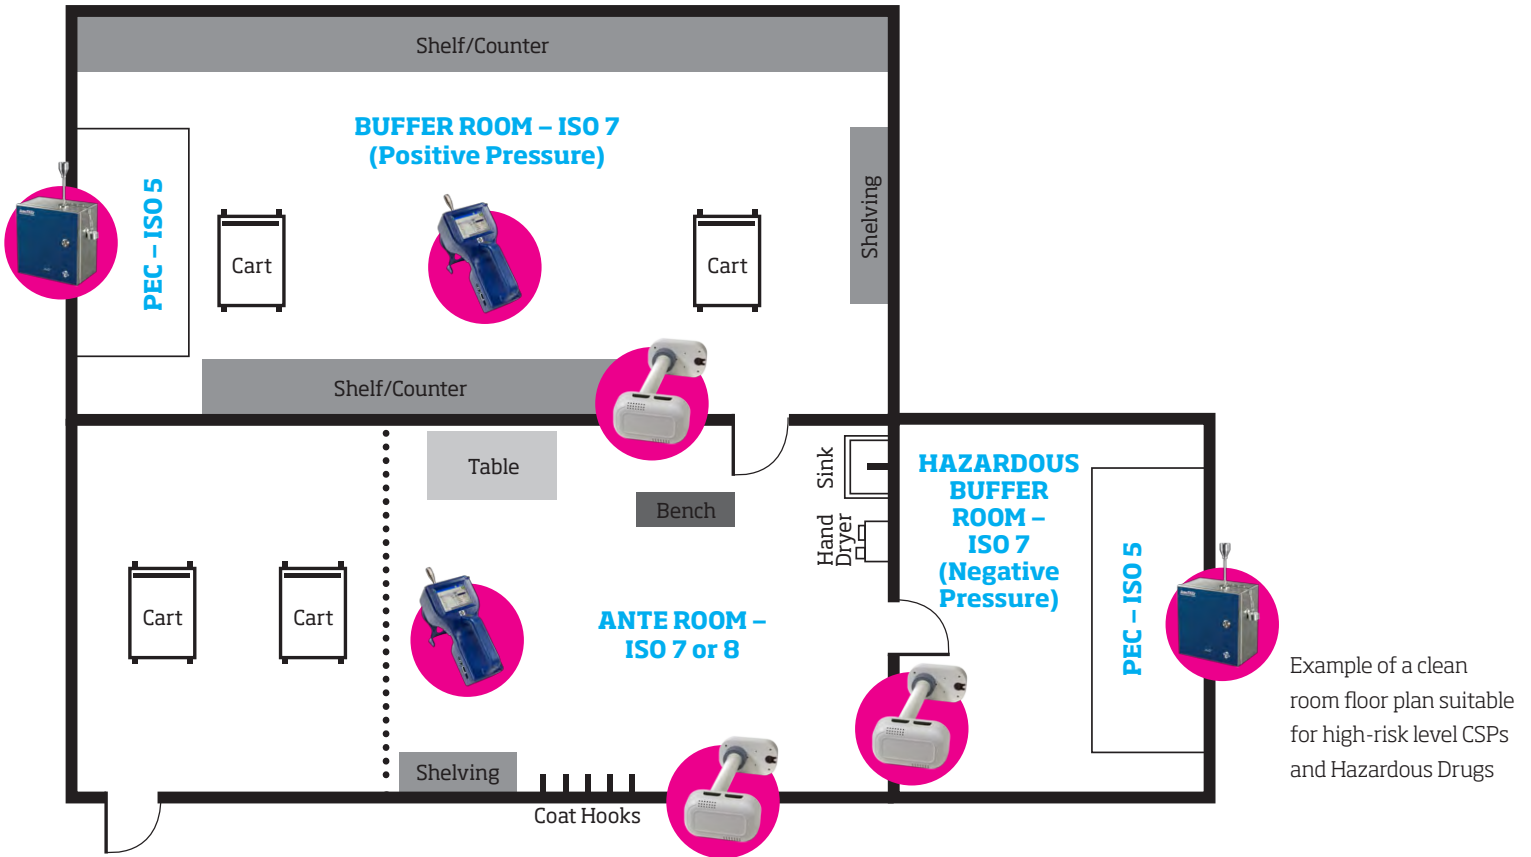 Shelf/Counter
BUFFER ROOM – ISO 7
(Positive Pressure)
PEC – ISO 5
Cart
Cart
Shelving
Shelf/Counter
Table
Bench
Sink
Hand
Dryer
HAZARDOUS
BUFFER
ROOM –
ISO 7
(Negative
Pressure)
PEC – ISO 5
Cart
Cart
ANTE ROOM –
ISO 7 or 8
Shelving
Coat Hooks
Example of a clean
room floor plan suitable
for high-risk level CSPs
and Hazardous Drugs